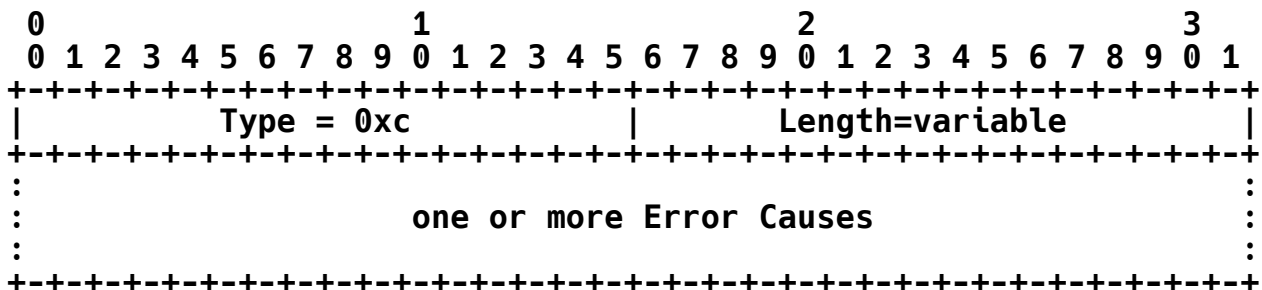 0                   1                   2                   3
 0 1 2 3 4 5 6 7 8 9 0 1 2 3 4 5 6 7 8 9 0 1 2 3 4 5 6 7 8 9 0 1
+-+-+-+-+-+-+-+-+-+-+-+-+-+-+-+-+-+-+-+-+-+-+-+-+-+-+-+-+-+-+-+-+
|          Type = 0xc           |       Length=variable         |
+-+-+-+-+-+-+-+-+-+-+-+-+-+-+-+-+-+-+-+-+-+-+-+-+-+-+-+-+-+-+-+-+
:                                                               :
:                    one or more Error Causes                   :
:                                                               :
+-+-+-+-+-+-+-+-+-+-+-+-+-+-+-+-+-+-+-+-+-+-+-+-+-+-+-+-+-+-+-+-+